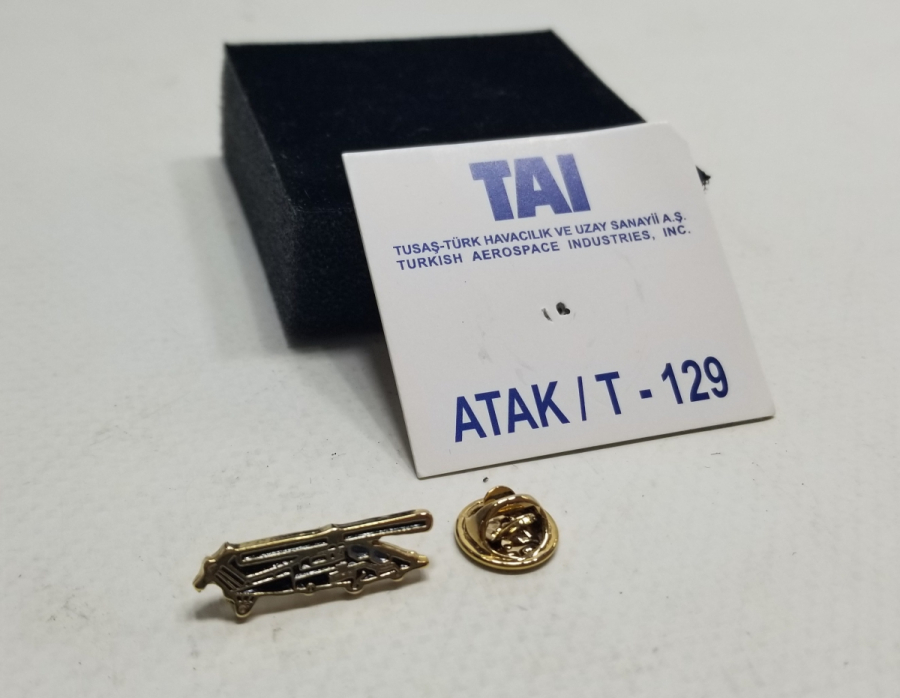 TAI
TUSAŞ-TÜRK HAVACILIK VE UZAY SANAYİİ A.Ş.
TURKISH AEROSPACE INDUSTRIES, INC.
ATAK / T - 129